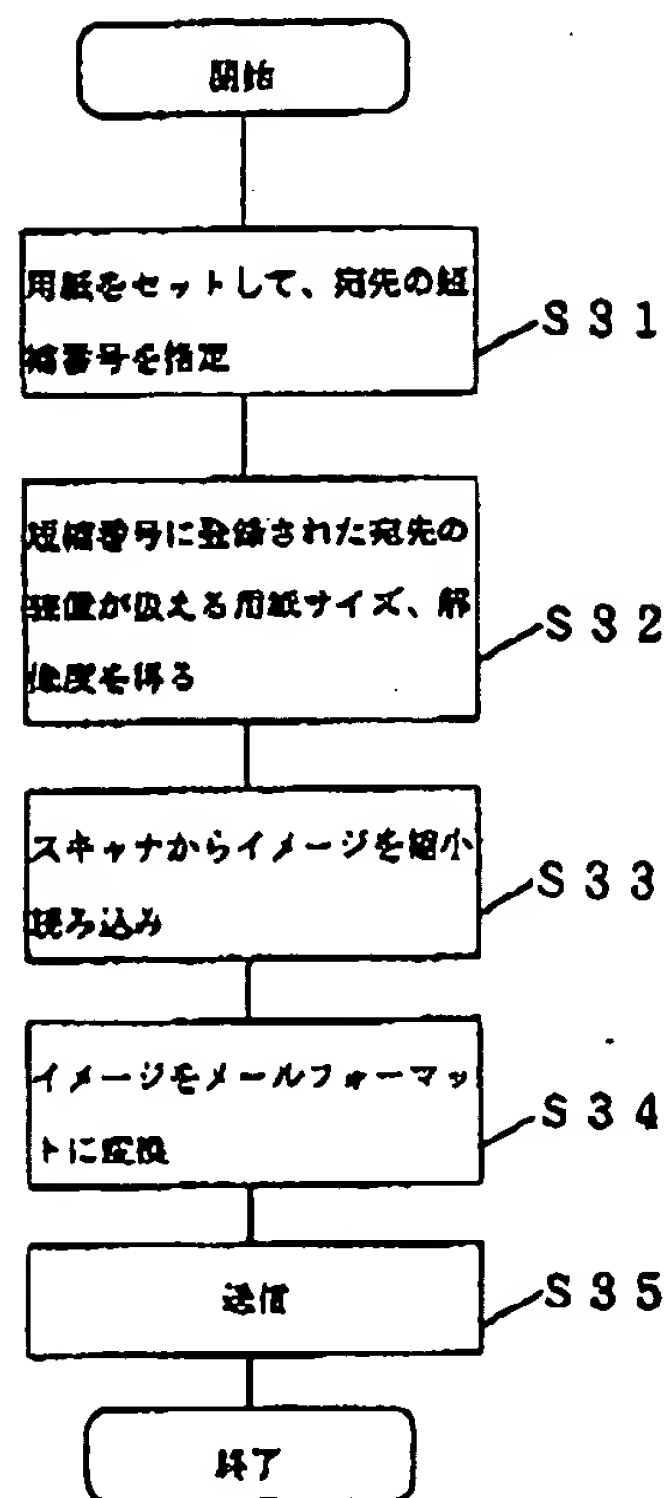 開始
用紙をセットして、宛先の短
縮番号を指定
S31
短縮番号に登録された宛先の
装置が扱える用紙サイズ、解
像度を得る
S32
スキャナからイメージを縮小
読み込み
S33
イメージをメールフォーマッ
トに変換
S34
送信
S35
終了